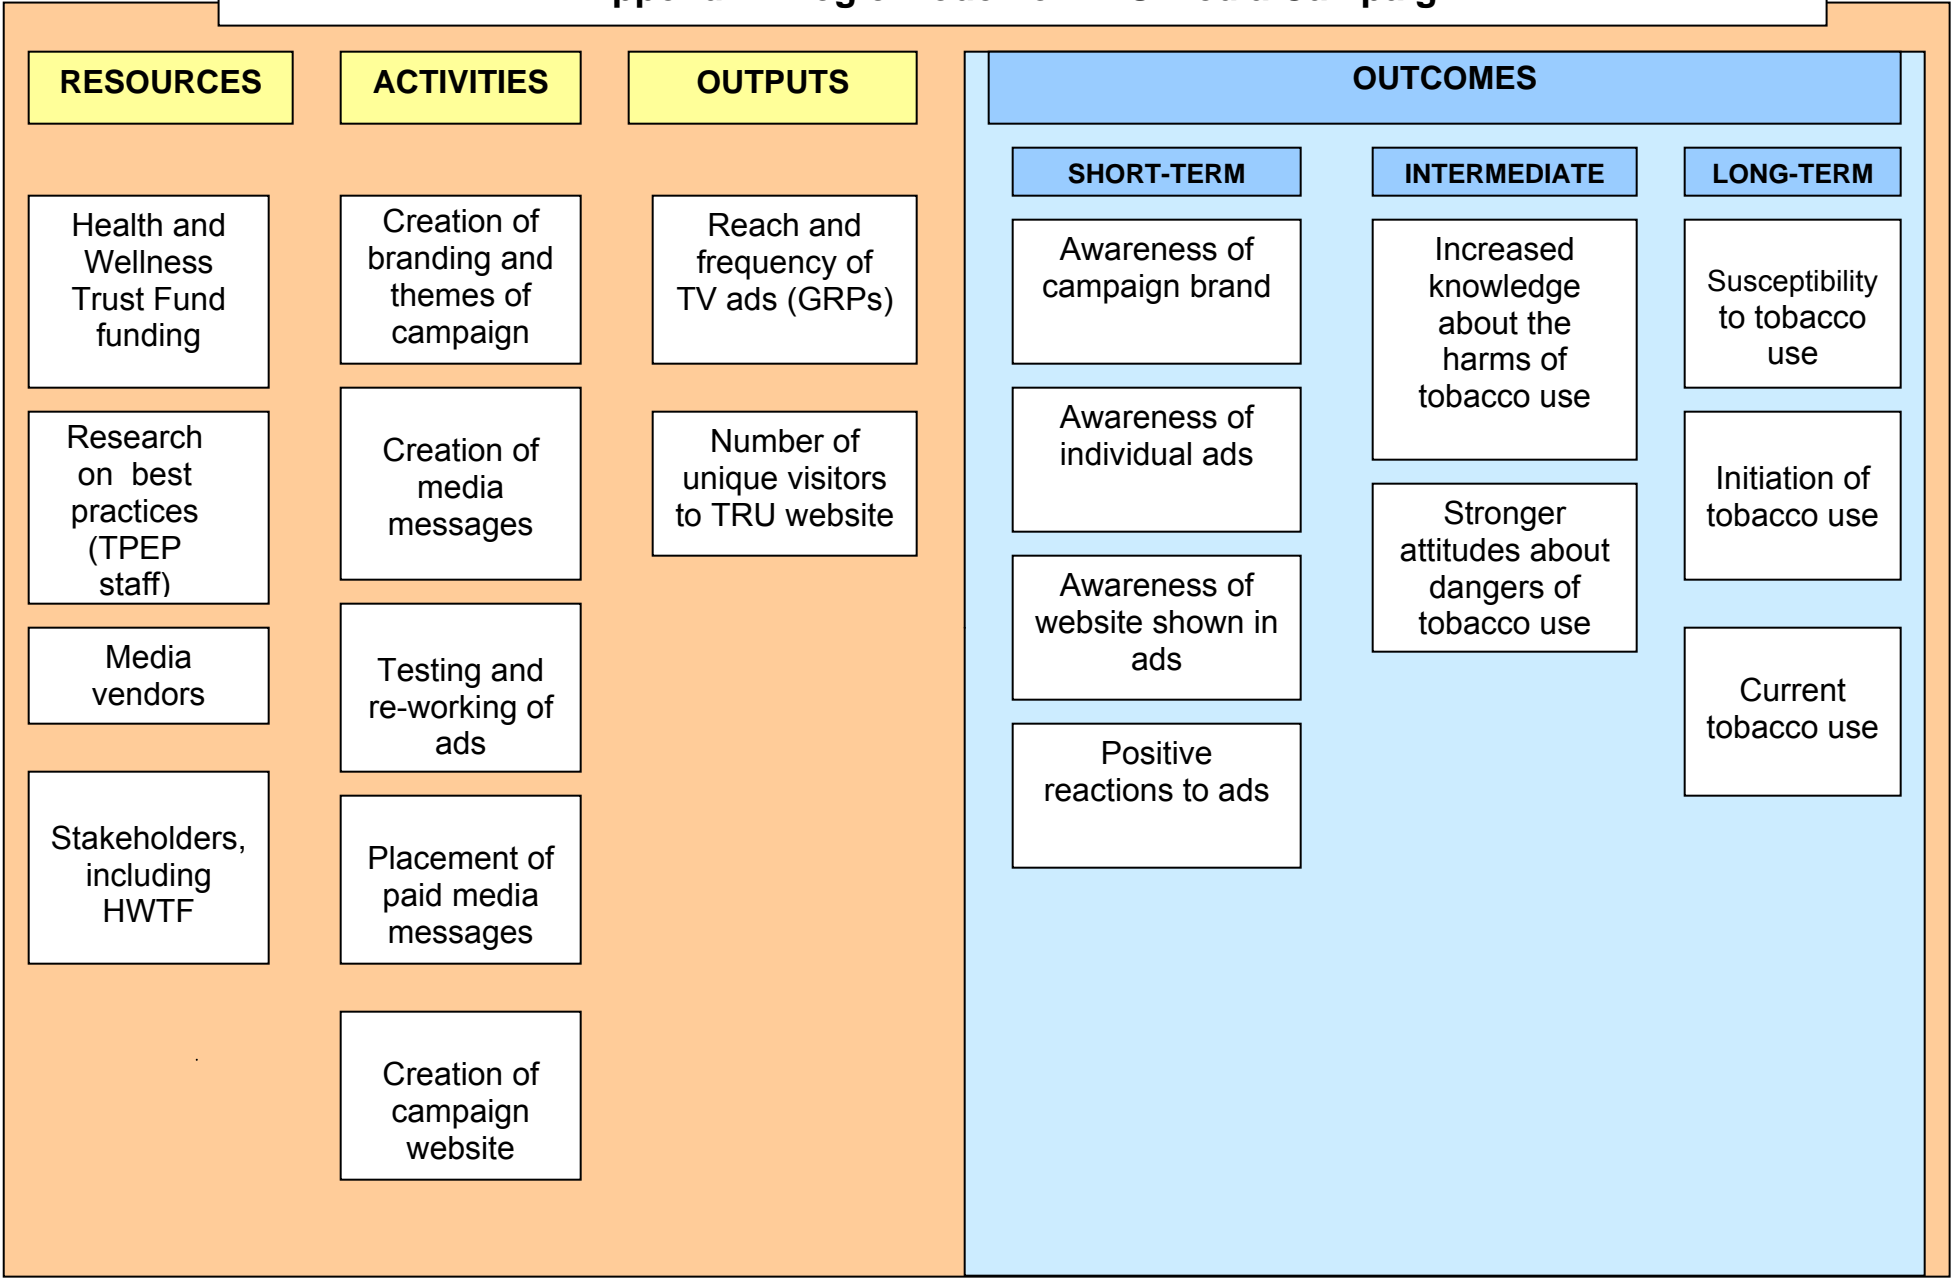 RESOURCES
ACTIVITIES
OUTPUTS
OUTCOMES
SHORT-TERM
INTERMEDIATE
LONG-TERM
Health and
Wellness
Trust Fund
funding
Research
on best
practices
(TPEP
staff)
Media
vendors
Stakeholders,
including
HWTF
Creation of
branding and
themes of
campaign
Creation of
media
messages
Testing and
re-working of
ads
Placement of
paid media
messages
Creation of
campaign
website
Reach and
frequency of
TV ads (GRPs)
Number of
unique visitors
to TRU website
Awareness of
campaign brand
Awareness of
individual ads
Awareness of
website shown in
ads
Positive
reactions to ads
Increased
knowledge
about the
harms of
tobacco use
Stronger
attitudes about
dangers of
tobacco use
Susceptibility
to tobacco
use
Initiation of
tobacco use
Current
tobacco use